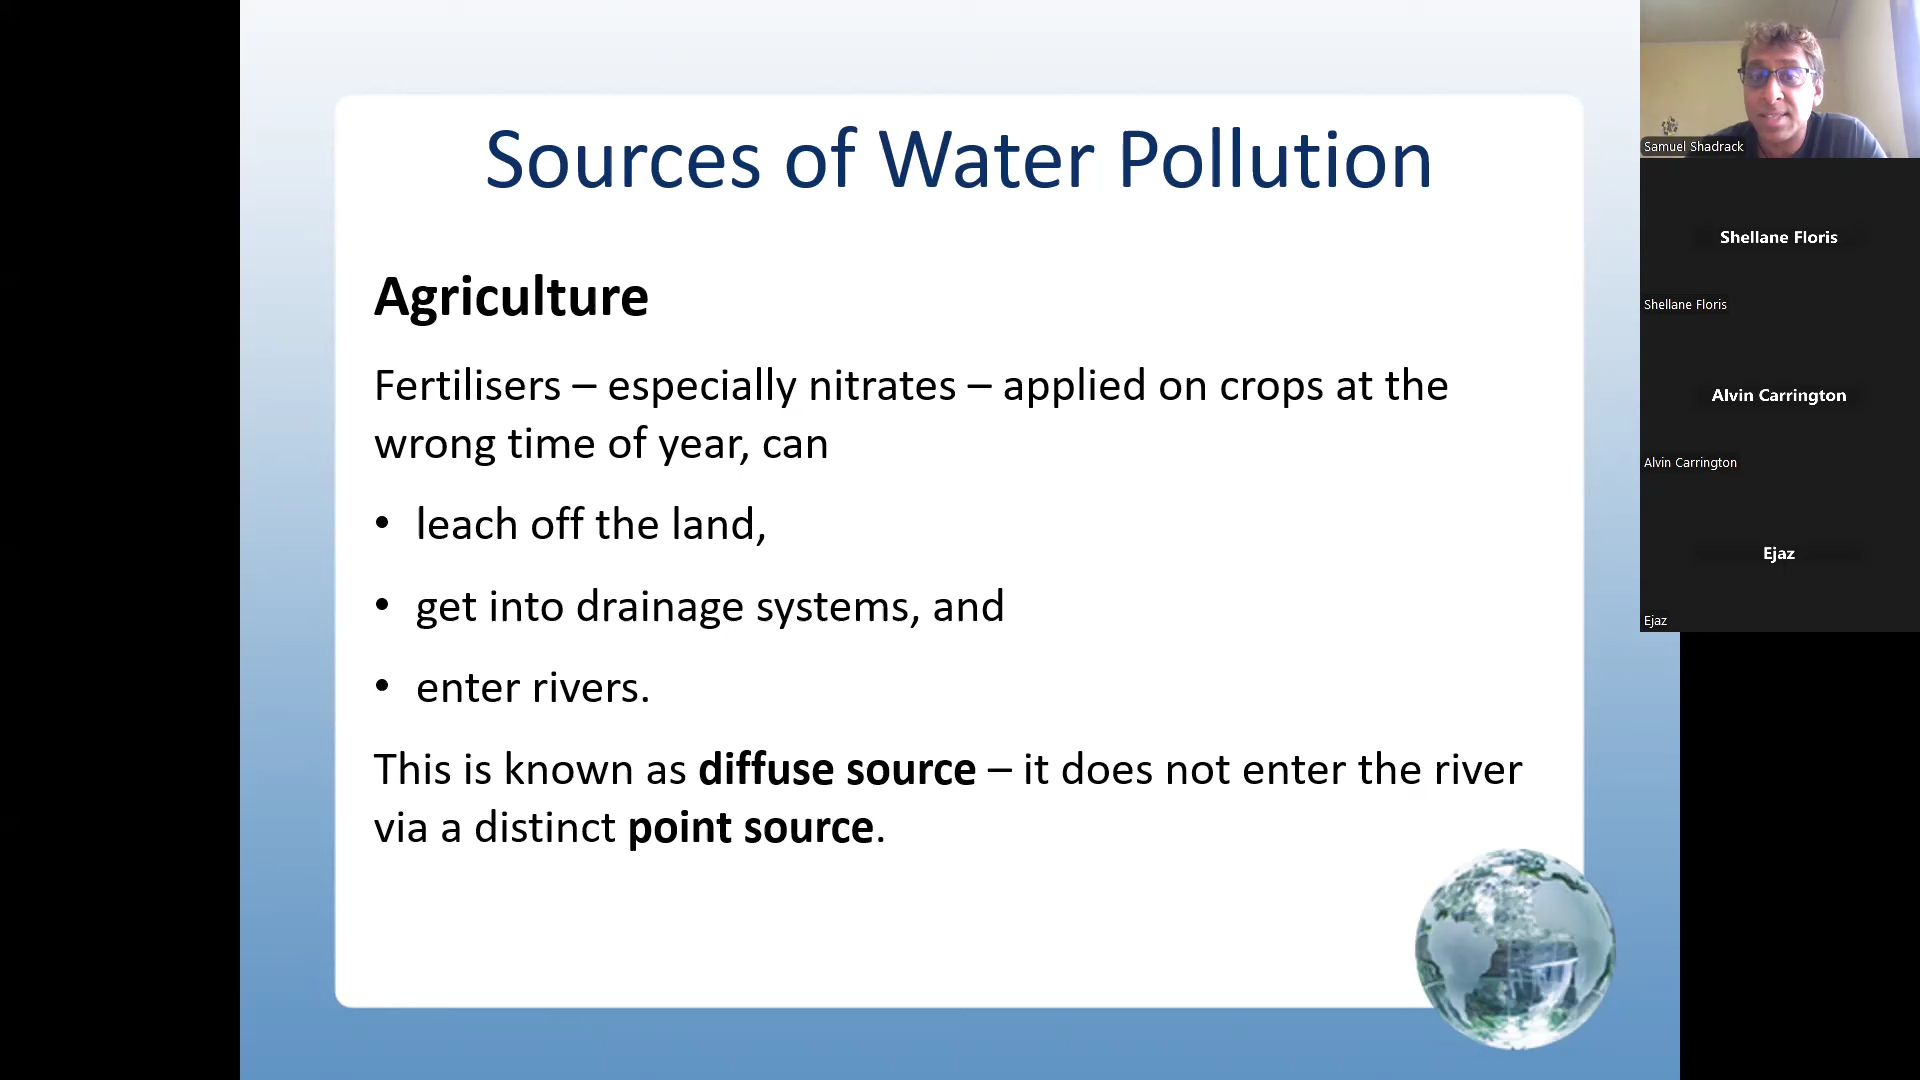 Sources of Water Pollution
Agriculture
Fertilisers – especially nitrates – applied on crops at the
wrong time of year, can
• leach off the land,
• get into drainage systems, and
• enter rivers.
This is known as diffuse source – it does not enter the river
via a distinct point source.
Samuel Shadrack
Shellane Floris
Shellane Floris
Alvin Carrington
Alvin Carrington
Ejaz
Ejaz